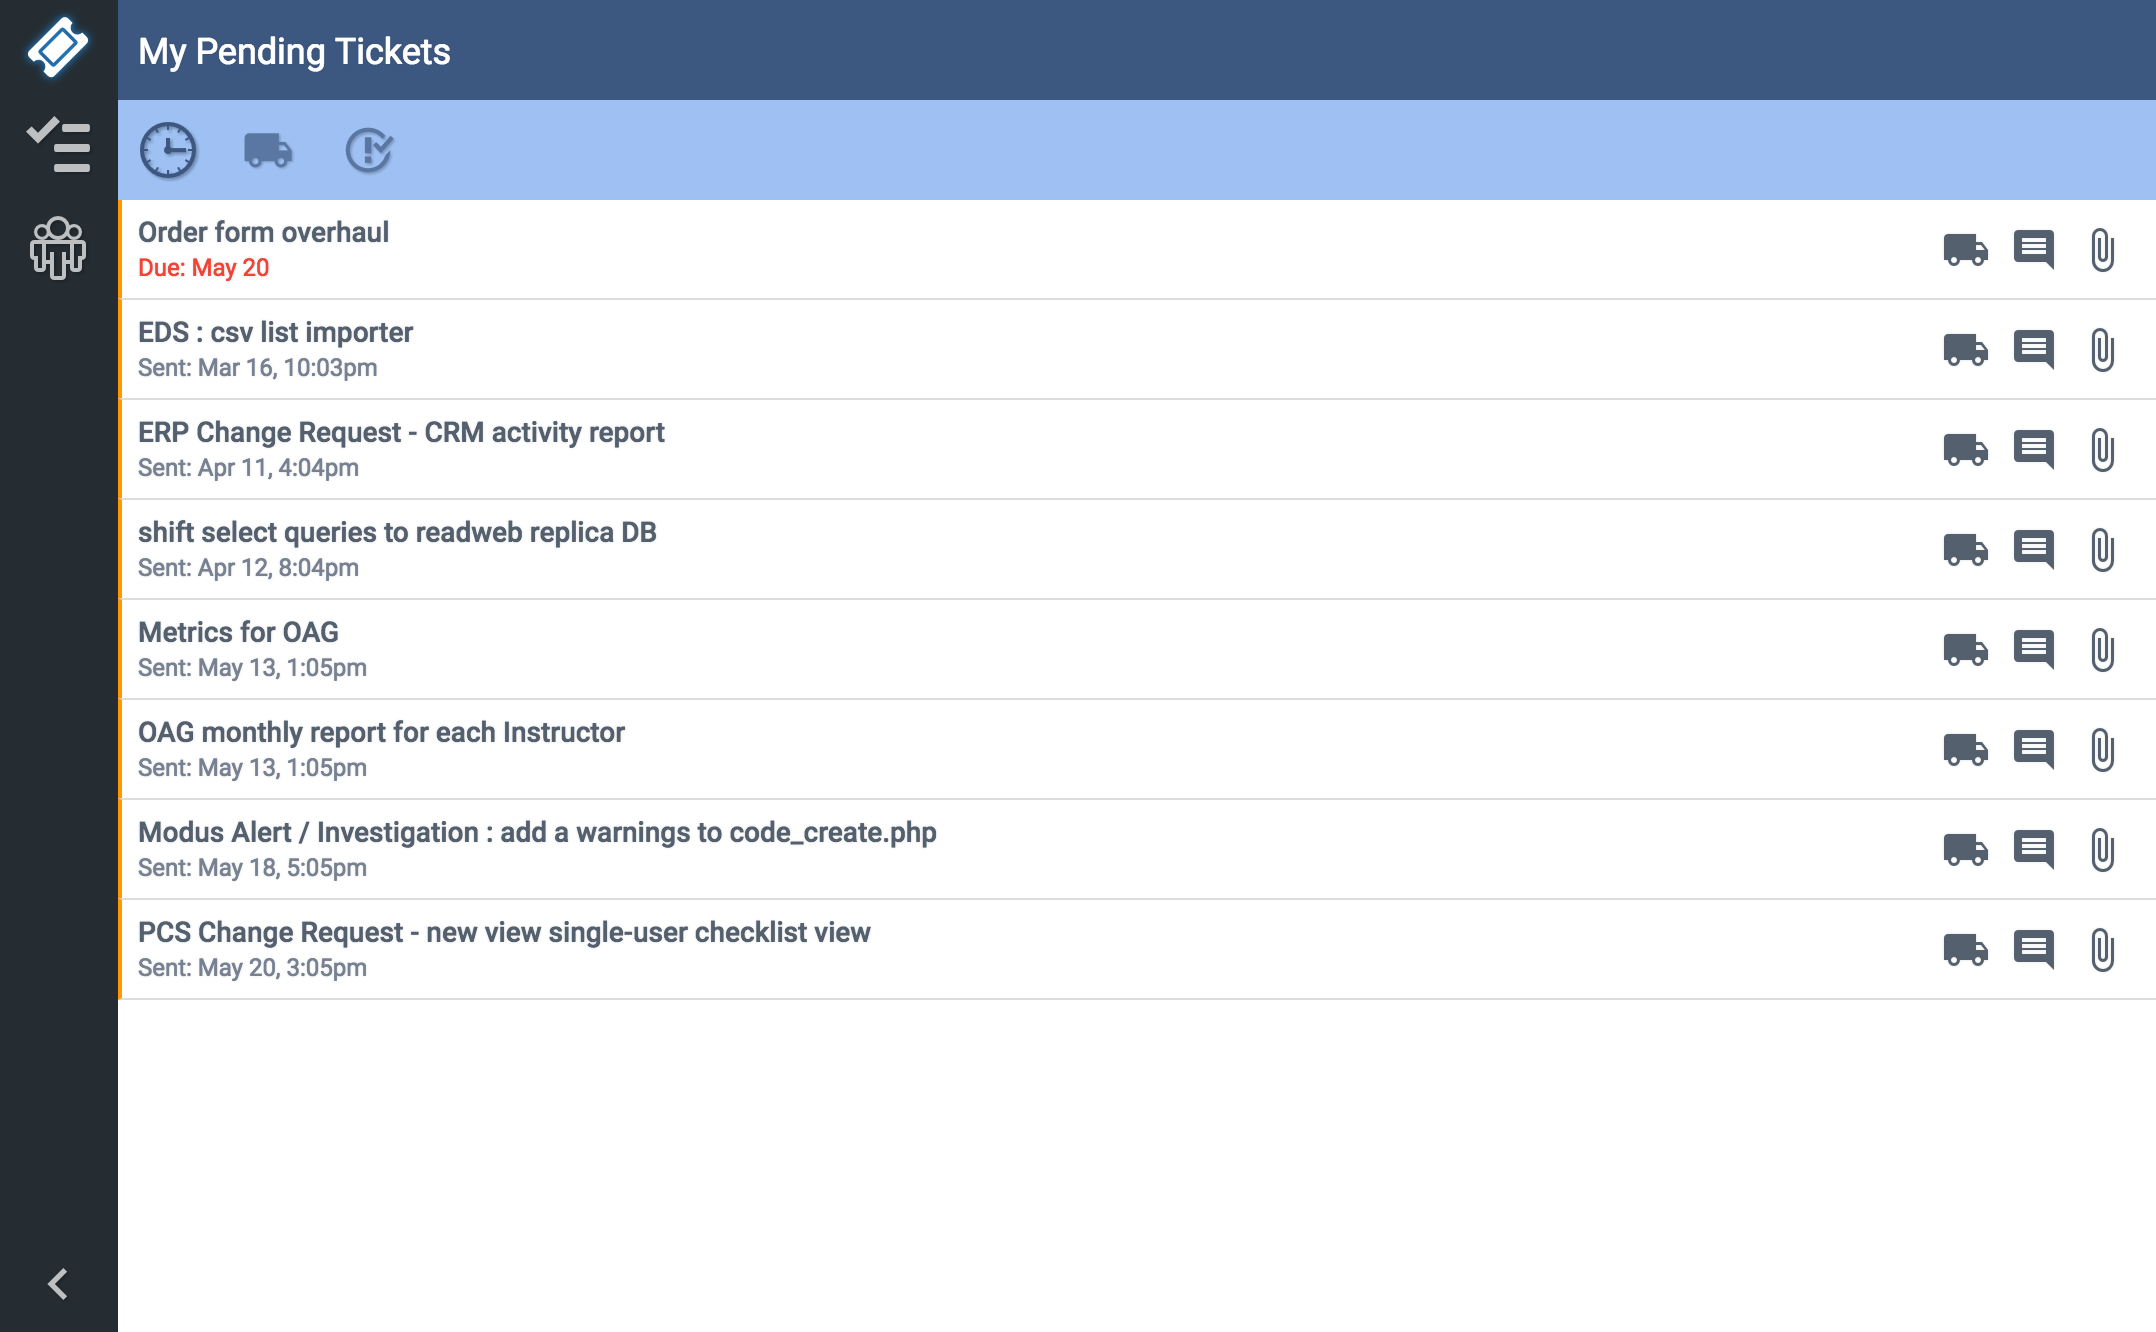 My Pending Tickets
Order form overhaul
Due: May 20
EDS : csv list importer
Sent: Mar 16, 10:03pm
ERP Change Request - CRM activity report
Sent: Apr 11, 4:04pm
shift select queries to readweb replica DB
Sent: Apr 12, 8:04pm
Metrics for OAG
Sent: May 13, 1:05pm
OAG monthly report for each Instructor
Sent: May 13, 1:05pm
Modus Alert / Investigation : add a warnings to code_create.php
Sent: May 18, 5:05pm
PCS Change Request - new view single-user checklist view
Sent: May 20, 3:05pm